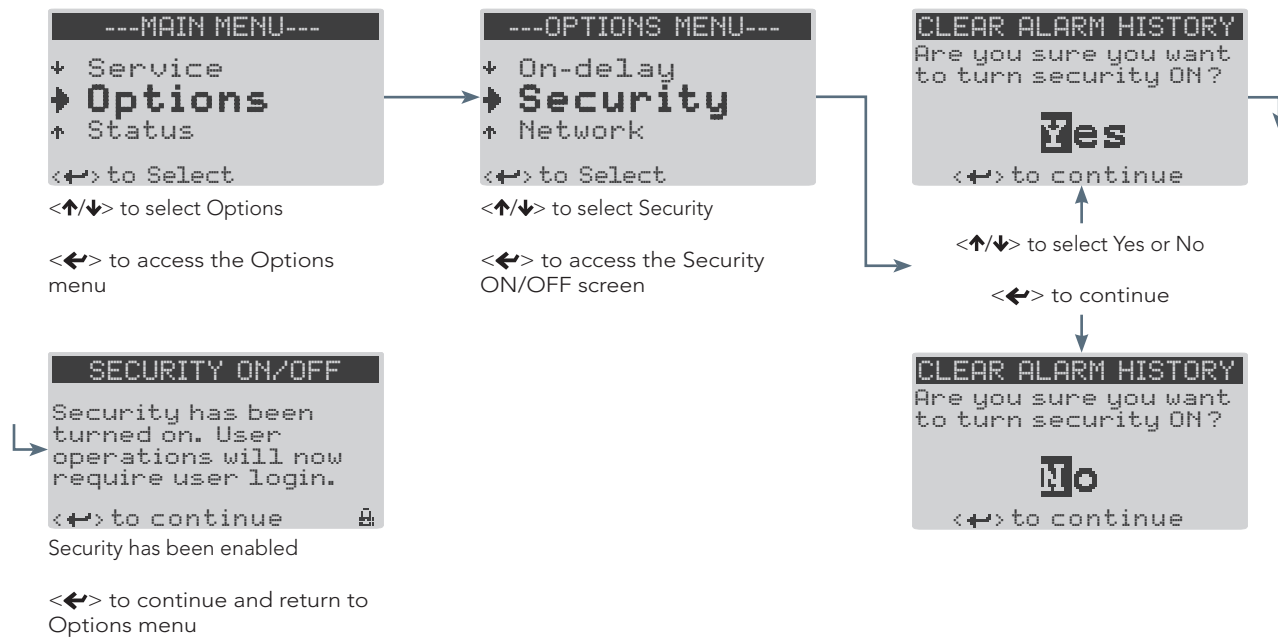 ---MAIN MENU---
↓ Service
→ Options
↑ Status
<↵> to Select
<↑/↓> to select Options
<↵> to access the Options
menu
---OPTIONS MENU---
↓ On-delay
→ Security
↑ Network
<↵> to Select
<↑/↓> to select Security
<↵> to access the Security
ON/OFF screen
CLEAR ALARM HISTORY
Are you sure you want
to turn security ON?
Yes
<↵> to continue
<↑/↓> to select Yes or No
<↵> to continue
CLEAR ALARM HISTORY
Are you sure you want
to turn security ON?
No
<↵> to continue
SECURITY ON/OFF
Security has been
turned on. User
operations will now
require user login.
<↵> to continue
Security has been enabled
<↵> to continue and return to
Options menu